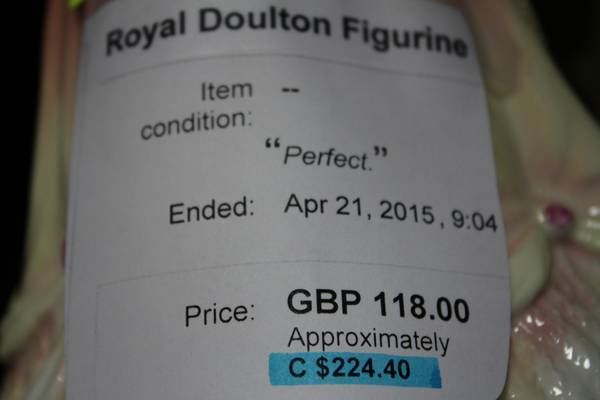 Royal Doulton Figurine
Item --
condition:
“Perfect.”
Ended: Apr 21, 2015, 9:04
Price: GBP 118.00
Approximately
C $224.40